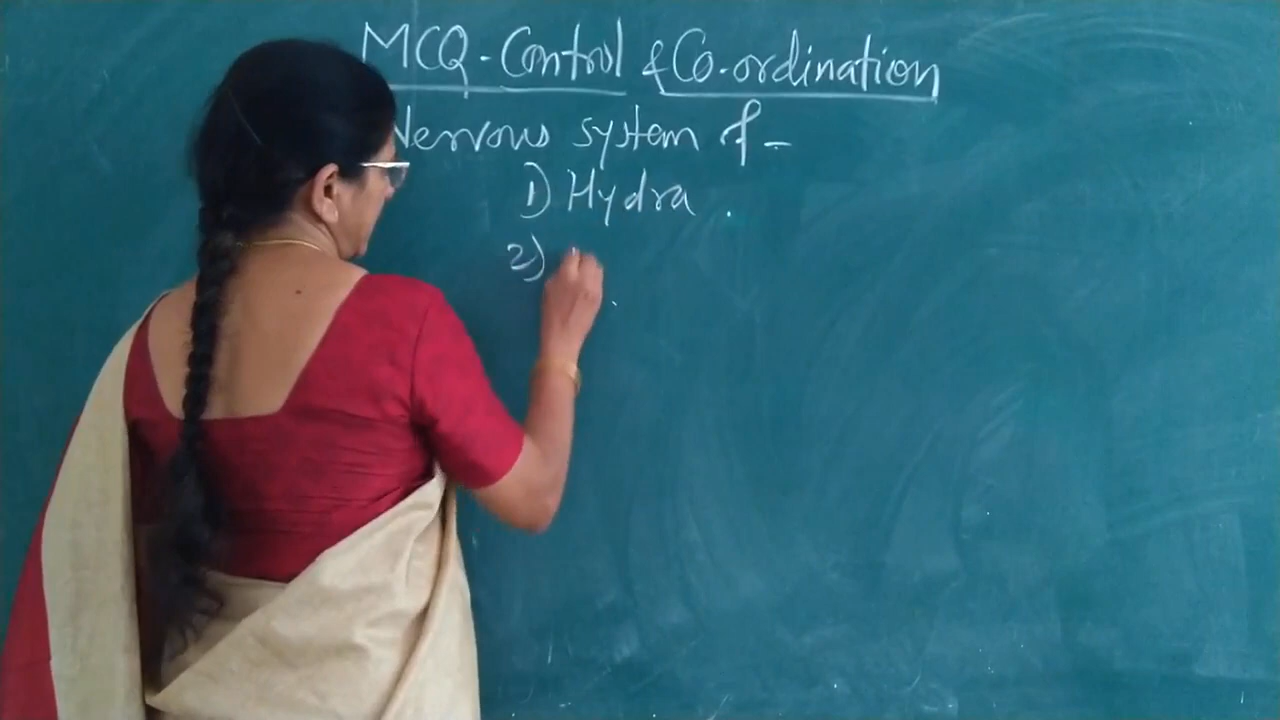 MCQ - Control & Co-ordination
Nervous system of -
1) Hydra
2)